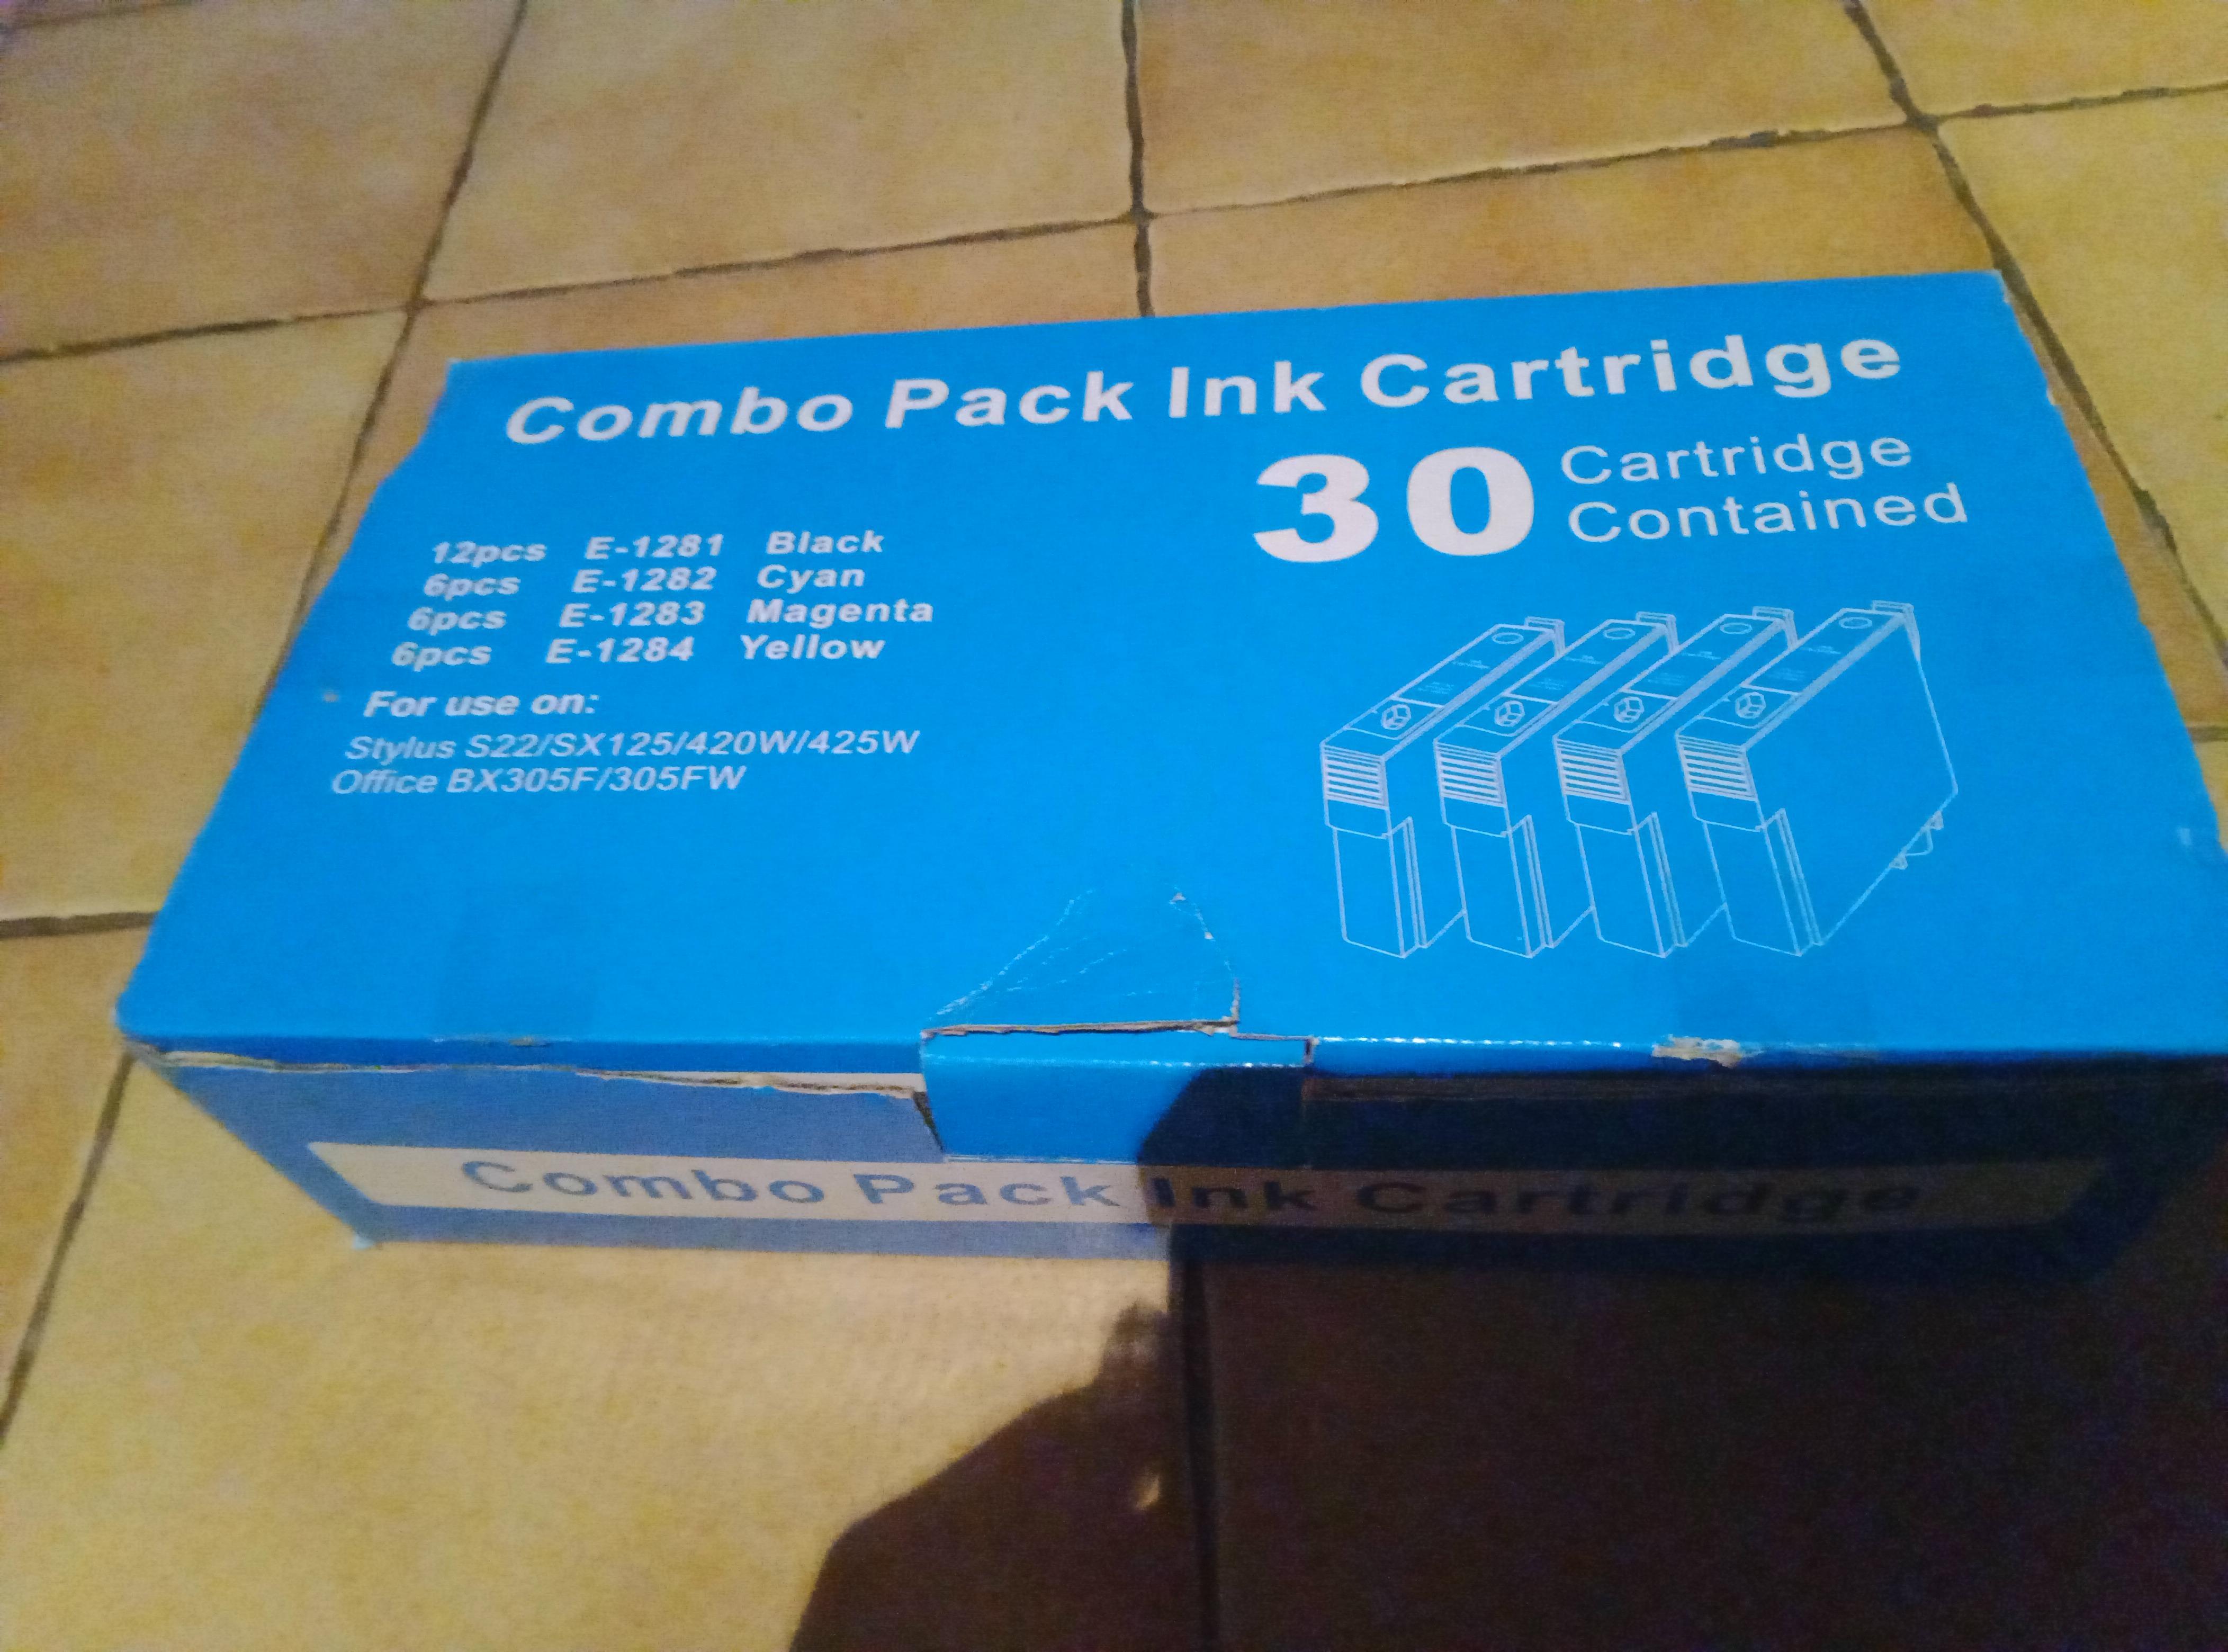 Combo Pack Ink Cartridge
30 Cartridge
Contained
12pcs E-1281 Black
6pcs E-1282 Cyan
6pcs E-1283 Magenta
6pcs E-1284 Yellow
For use on:
Stylus S22/SX125/420W/425W
Office BX305F/305FW
Combo Pack Ink Cartridge